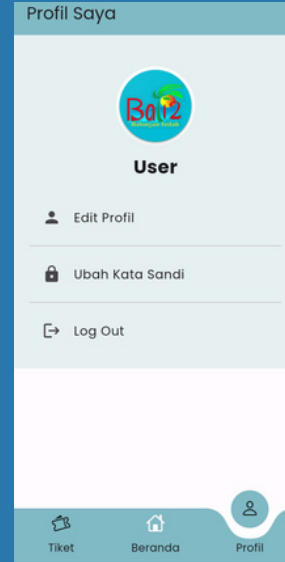 Profil Saya
Bali2
User
Edit Profil
Ubah Kata Sandi
Log Out
Tiket
Beranda
Profil